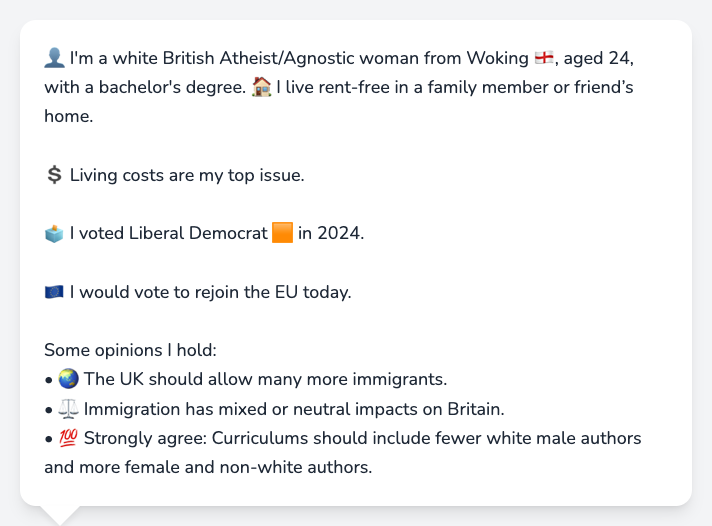 👤 I'm a white British Atheist/Agnostic woman from Woking 🏴󠁧󠁢󠁥󠁮󠁧󠁿, aged 24,
with a bachelor's degree. 🏠 I live rent-free in a family member or friend’s
home.
💲 Living costs are my top issue.
🗳️ I voted Liberal Democrat 🟧 in 2024.
🇪🇺 I would vote to rejoin the EU today.
Some opinions I hold:
• 🌏 The UK should allow many more immigrants.
• ⚖️ Immigration has mixed or neutral impacts on Britain.
• 💯 Strongly agree: Curriculums should include fewer white male authors
and more female and non-white authors.